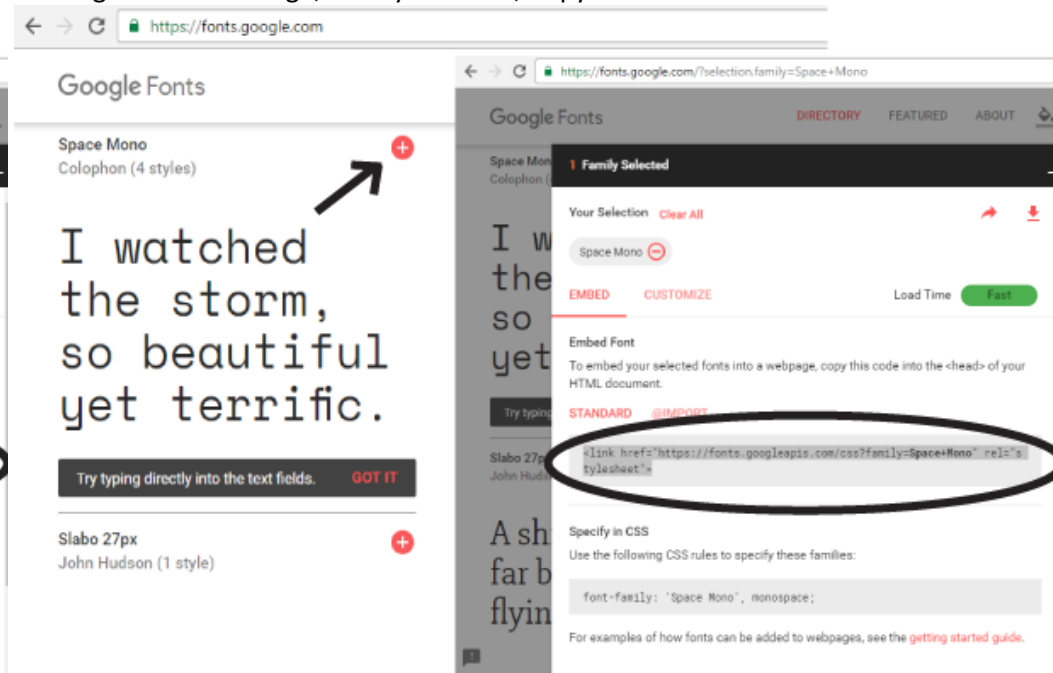 https://fonts.google.com
Google Fonts
Space Mono
Colophon (4 styles)
I watched
the storm,
so beautiful
yet terrific.
Try typing directly into the text fields. GOT IT
Slabo 27px
John Hudson (1 style)
https://fonts.google.com/?selection.family=Space+Mono
Google Fonts DIRECTORY FEATURED ABOUT
Space Mon
Colophon (
I w
the
so
yet
Try typing
Slabo 27p
John Huds
A sh
far b
flyin
1 Family Selected
Your Selection Clear All
Space Mono
EMBED CUSTOMIZE Load Time Fast
Embed Font
To embed your selected fonts into a webpage, copy this code into the <head> of your
HTML document.
STANDARD @IMPORT
<link href="https://fonts.googleapis.com/css?family=Space+Mono" rel="s
tylesheet">
Specify in CSS
Use the following CSS rules to specify these families:
font-family: 'Space Mono', monospace;
For examples of how fonts can be added to webpages, see the getting started guide.